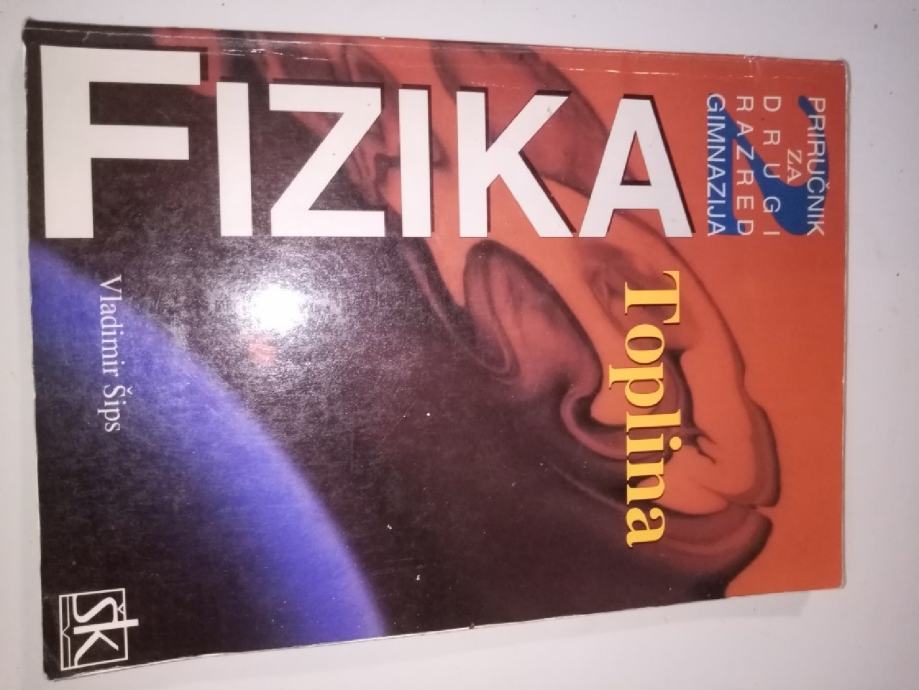 PRIRUČNIK
ZA
DRUGI
RAZRED
GIMNAZIJA
2
FIZIKA
Toplina
Vladimir Šips
ŠK